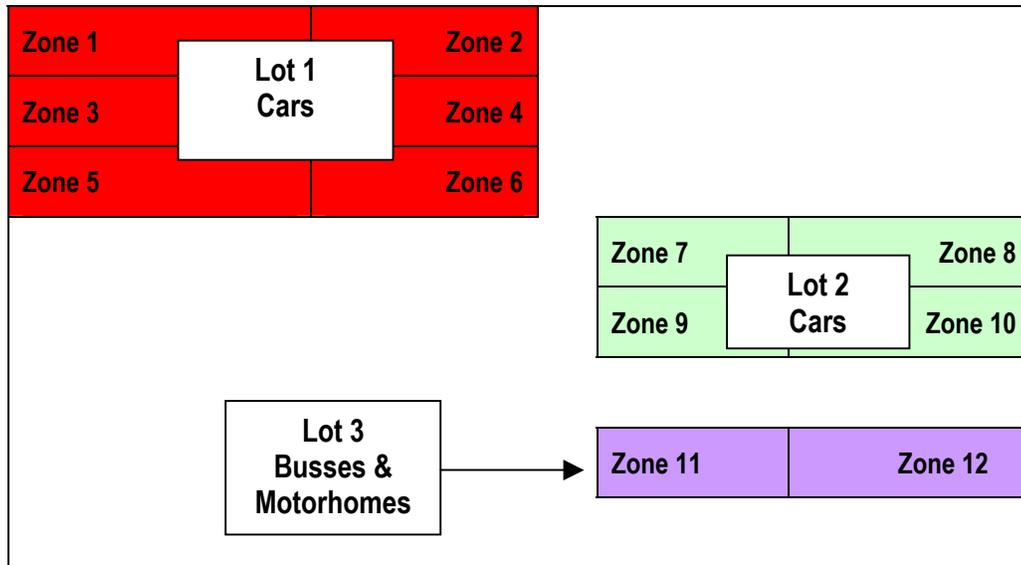 Zone 1
Zone 2
Lot 1
Cars
Zone 3
Zone 4
Zone 5
Zone 6
Zone 7
Zone 8
Lot 2
Cars
Zone 9
Zone 10
Lot 3
Busses &
Motorhomes
Zone 11
Zone 12